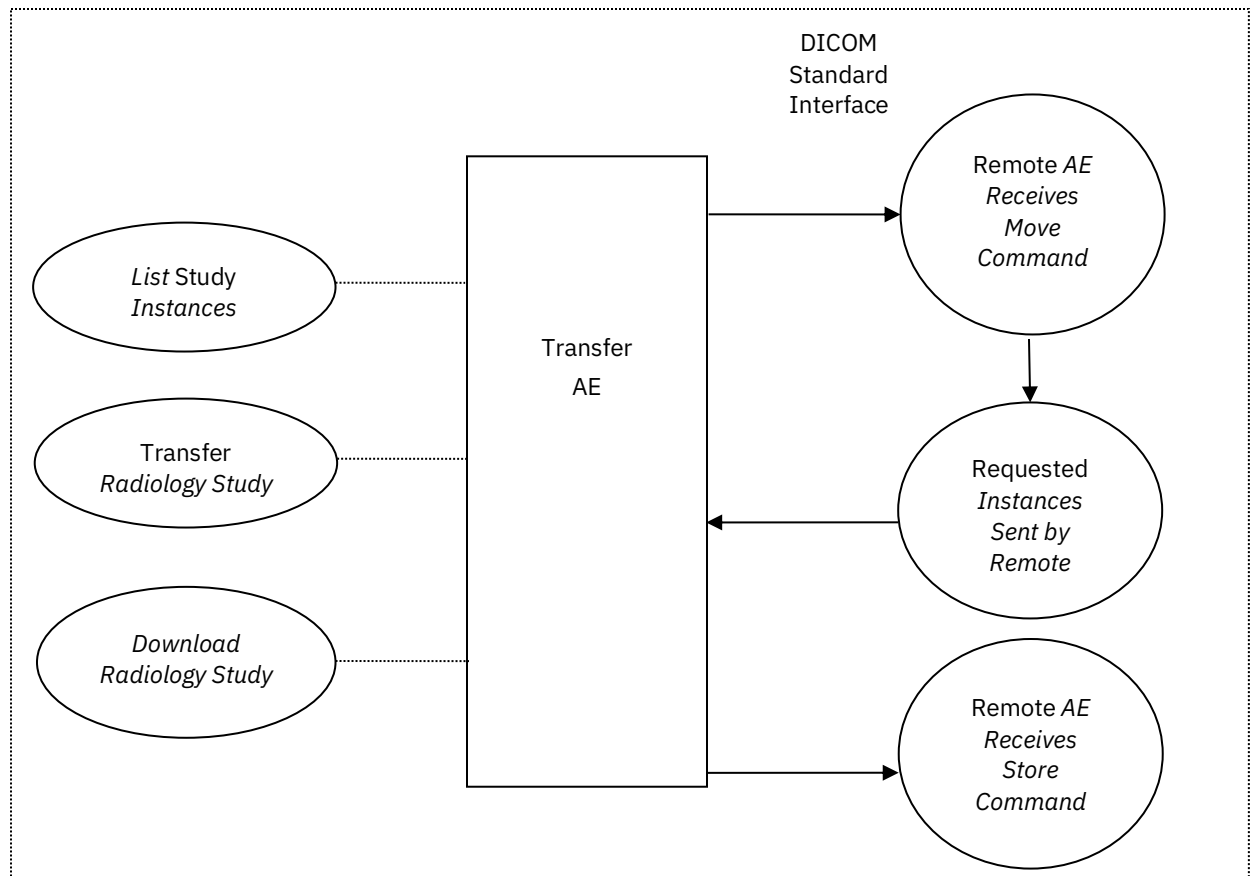 DICOM
Standard
Interface
Remote AE
Receives
Move
Command
List Study
Instances
Transfer
AE
Transfer
Radiology Study
Requested
Instances
Sent by
Remote
Download
Radiology Study
Remote AE
Receives
Store
Command